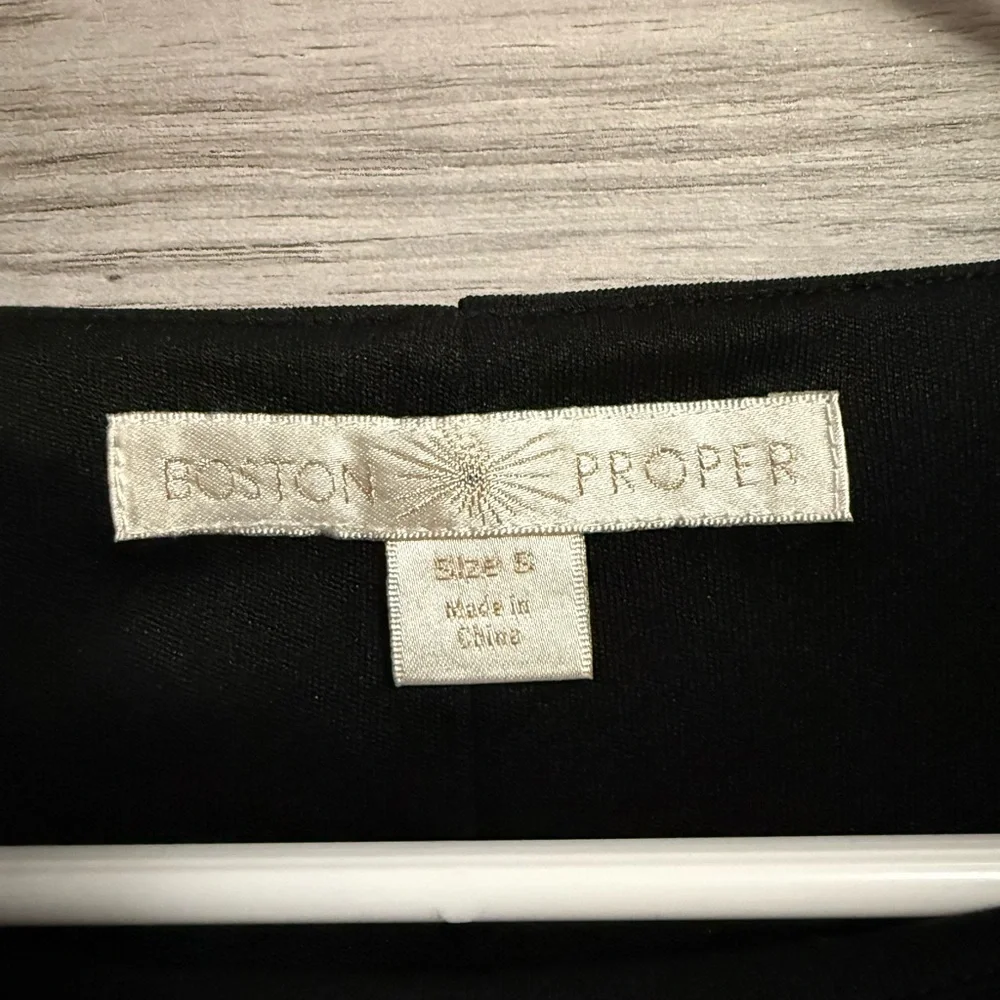 BOSTON PROPER
Size S
Made in
China